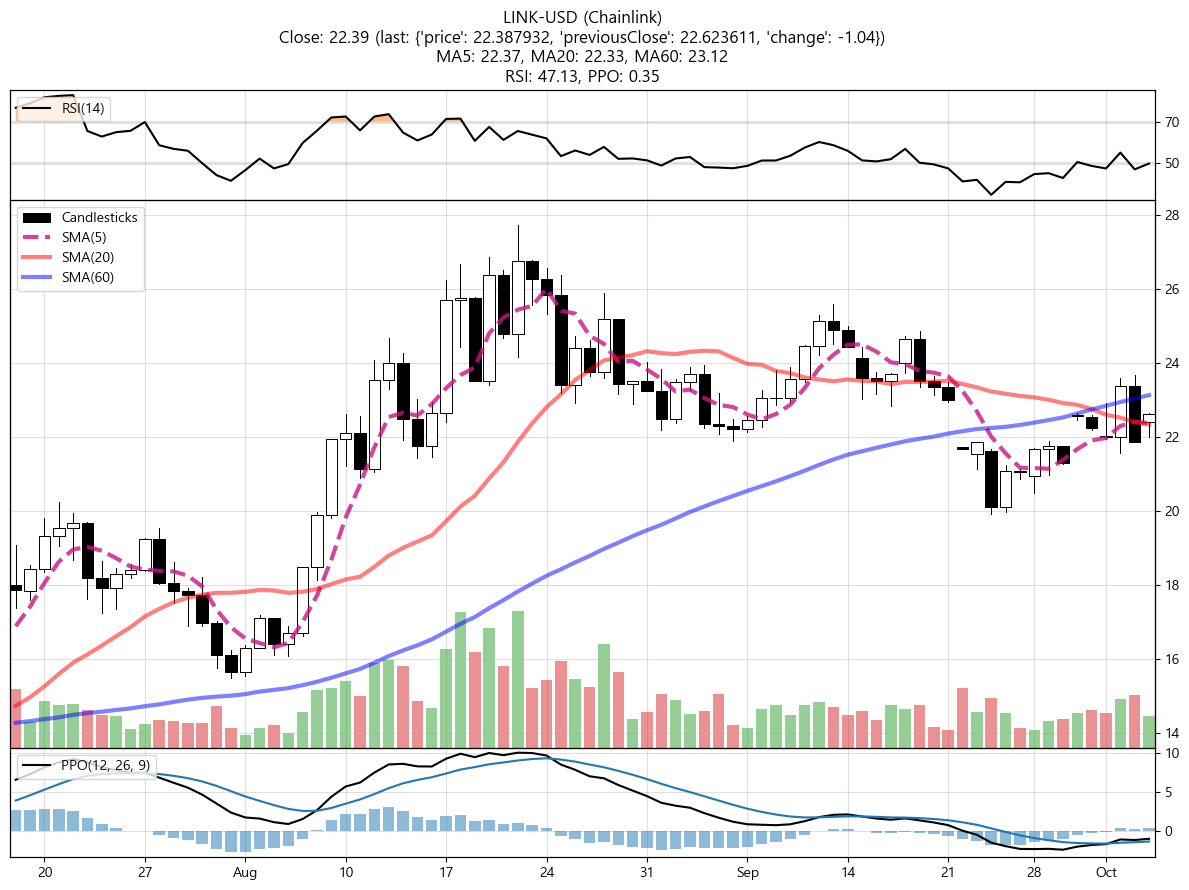 LINK-USD (Chainlink)
Close: 22.39 (last: {'price': 22.387932, 'previousClose': 22.623611, 'change': -1.04})
MA5: 22.37, MA20: 22.33, MA60: 23.12
RSI: 47.13, PPO: 0.35
RSI(14)
70
50
Candlesticks
SMA(5)
SMA(20)
SMA(60)
28
26
24
22
20
18
16
14
PPO(12, 26, 9)
10
5
0
20 27 Aug 10 17 24 31 Sep 14 21 28 Oct